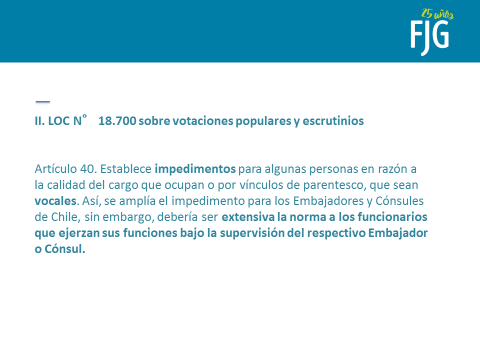 25 años
FJG
II. LOC N° 18.700 sobre votaciones populares y escrutinios
Artículo 40. Establece impedimentos para algunas personas en razón a
la calidad del cargo que ocupan o por vínculos de parentesco, que sean
vocales. Así, se amplía el impedimento para los Embajadores y Cónsules
de Chile, sin embargo, debería ser extensiva la norma a los funcionarios
que ejerzan sus funciones bajo la supervisión del respectivo Embajador
o Cónsul.